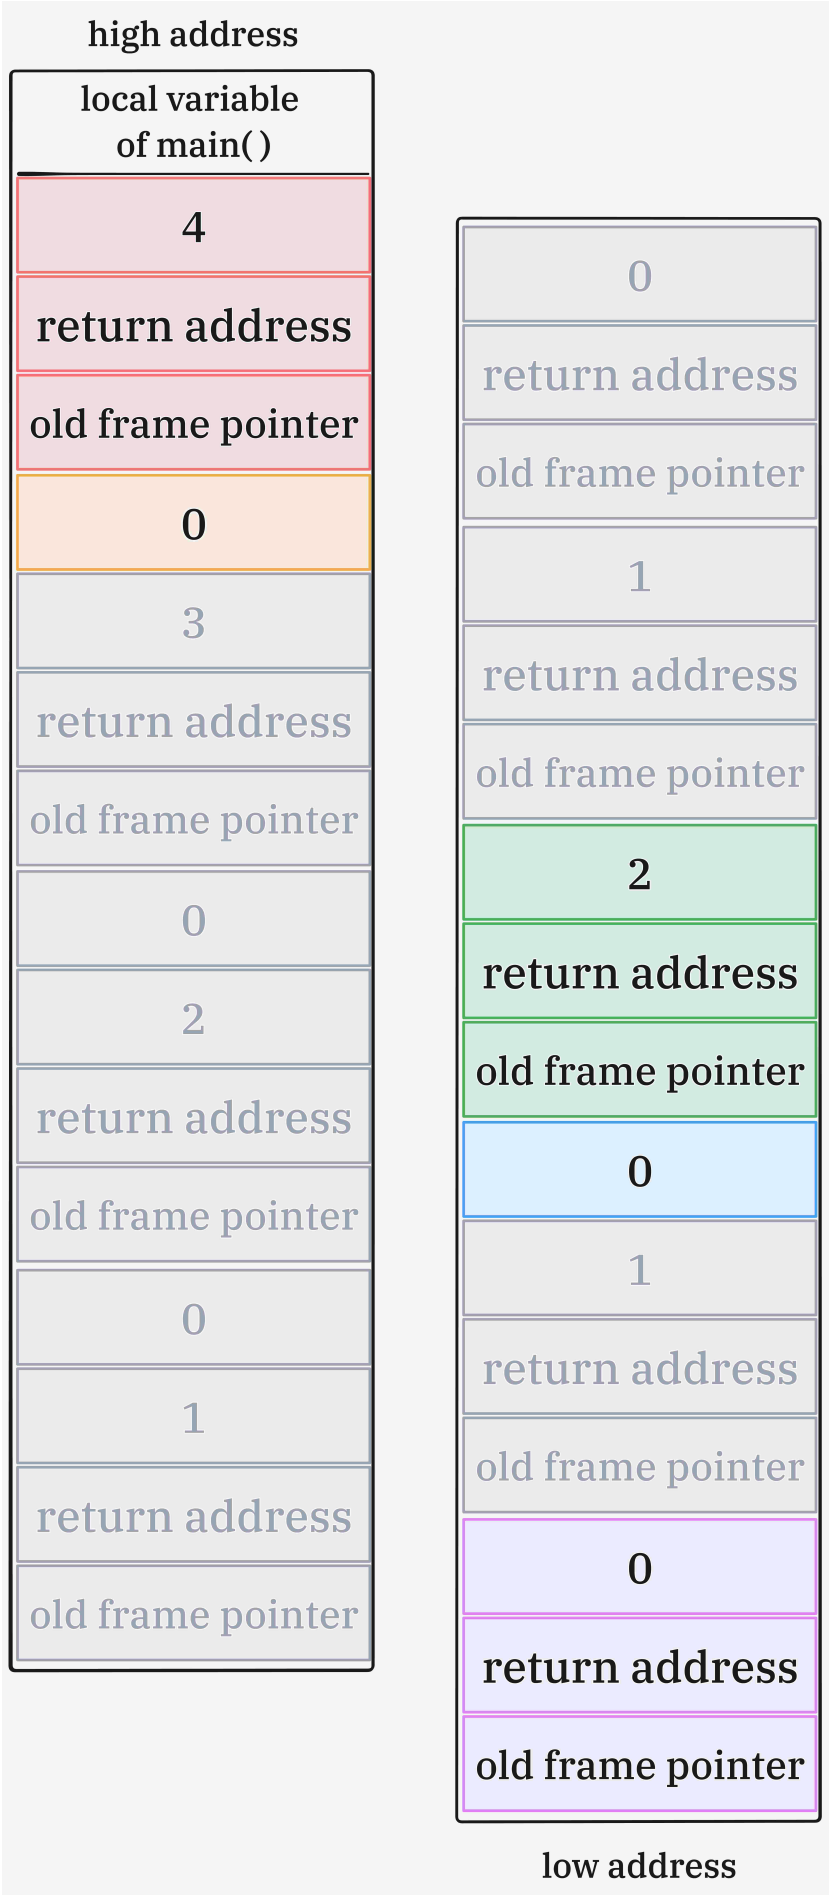 high address
local variable
of main( )
4
return address
old frame pointer
0
3
return address
old frame pointer
0
2
return address
old frame pointer
0
1
return address
old frame pointer
0
return address
old frame pointer
1
return address
old frame pointer
2
return address
old frame pointer
0
1
return address
old frame pointer
0
return address
old frame pointer
low address